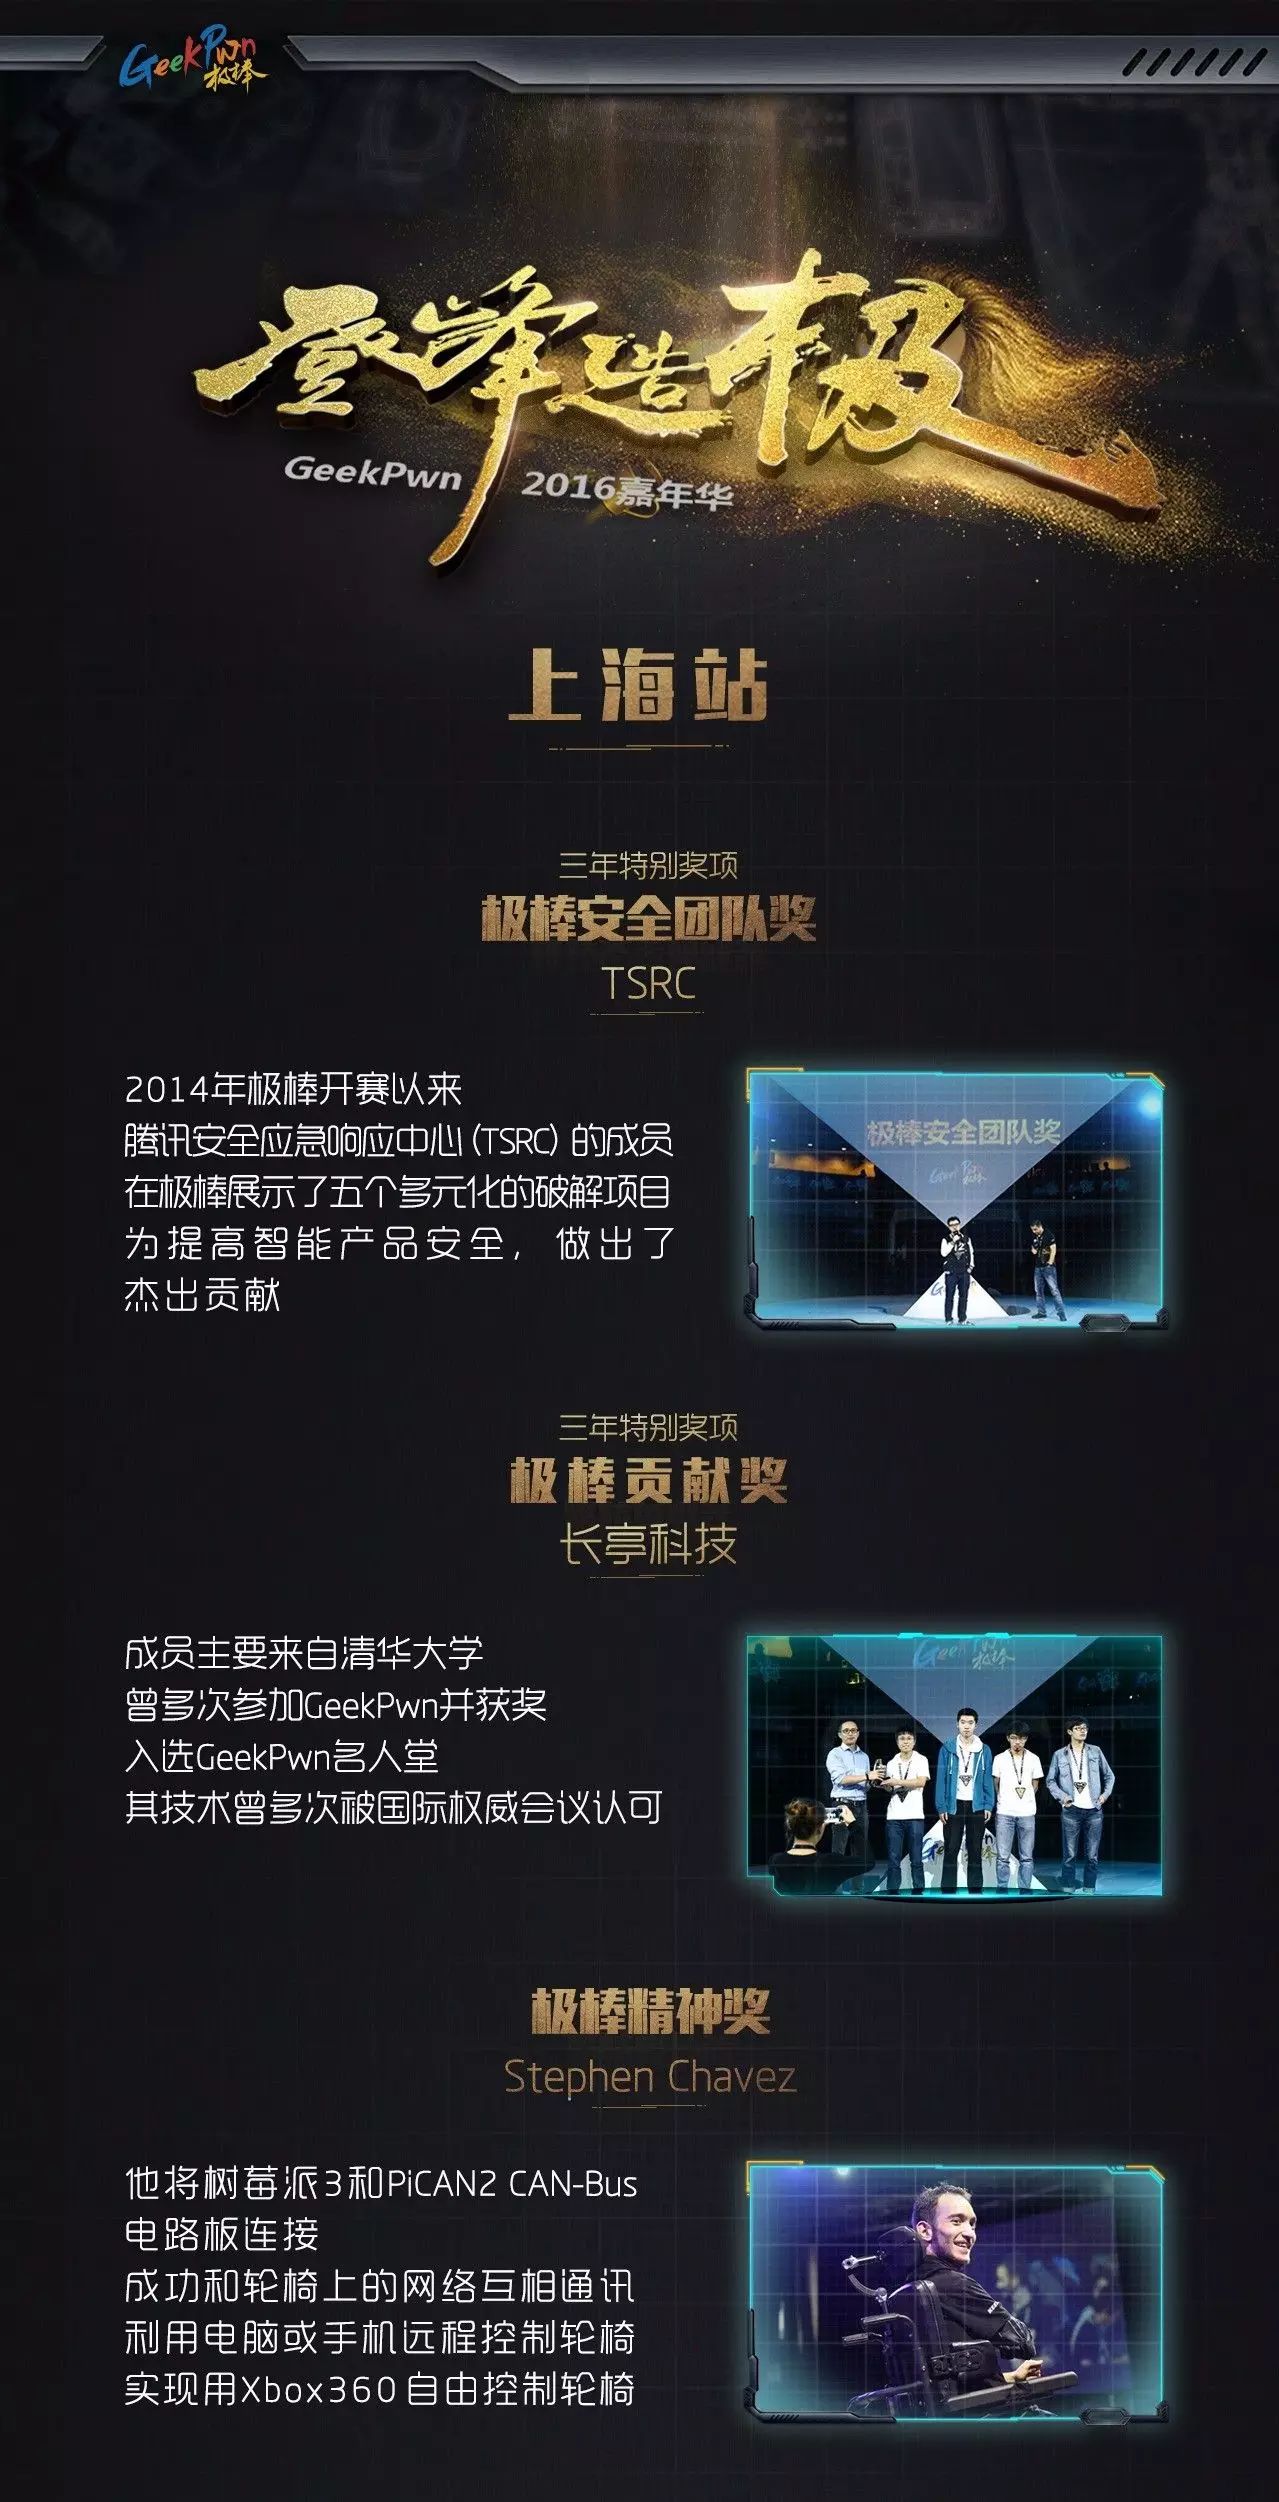 GeekPwn
极棒
登峰造极
GeekPwn 2016嘉年华
上海站
三年特别奖项
极棒安全团队奖
TSRC
2014年极棒开赛以来
腾讯安全应急响应中心(TSRC)的成员
在极棒展示了五个多元化的破解项目
为提高智能产品安全，做出了
杰出贡献
极棒安全团队奖
三年特别奖项
极棒贡献奖
长亭科技
成员主要来自清华大学
曾多次参加GeekPwn并获奖
入选GeekPwn名人堂
其技术曾多次被国际权威会议认可
GeekPwn
极棒
极棒精神奖
Stephen Chavez
他将树莓派3和PiCAN2 CAN-Bus
电路板连接
成功和轮椅上的网络互相通讯
利用电脑或手机远程控制轮椅
实现用Xbox360自由控制轮椅